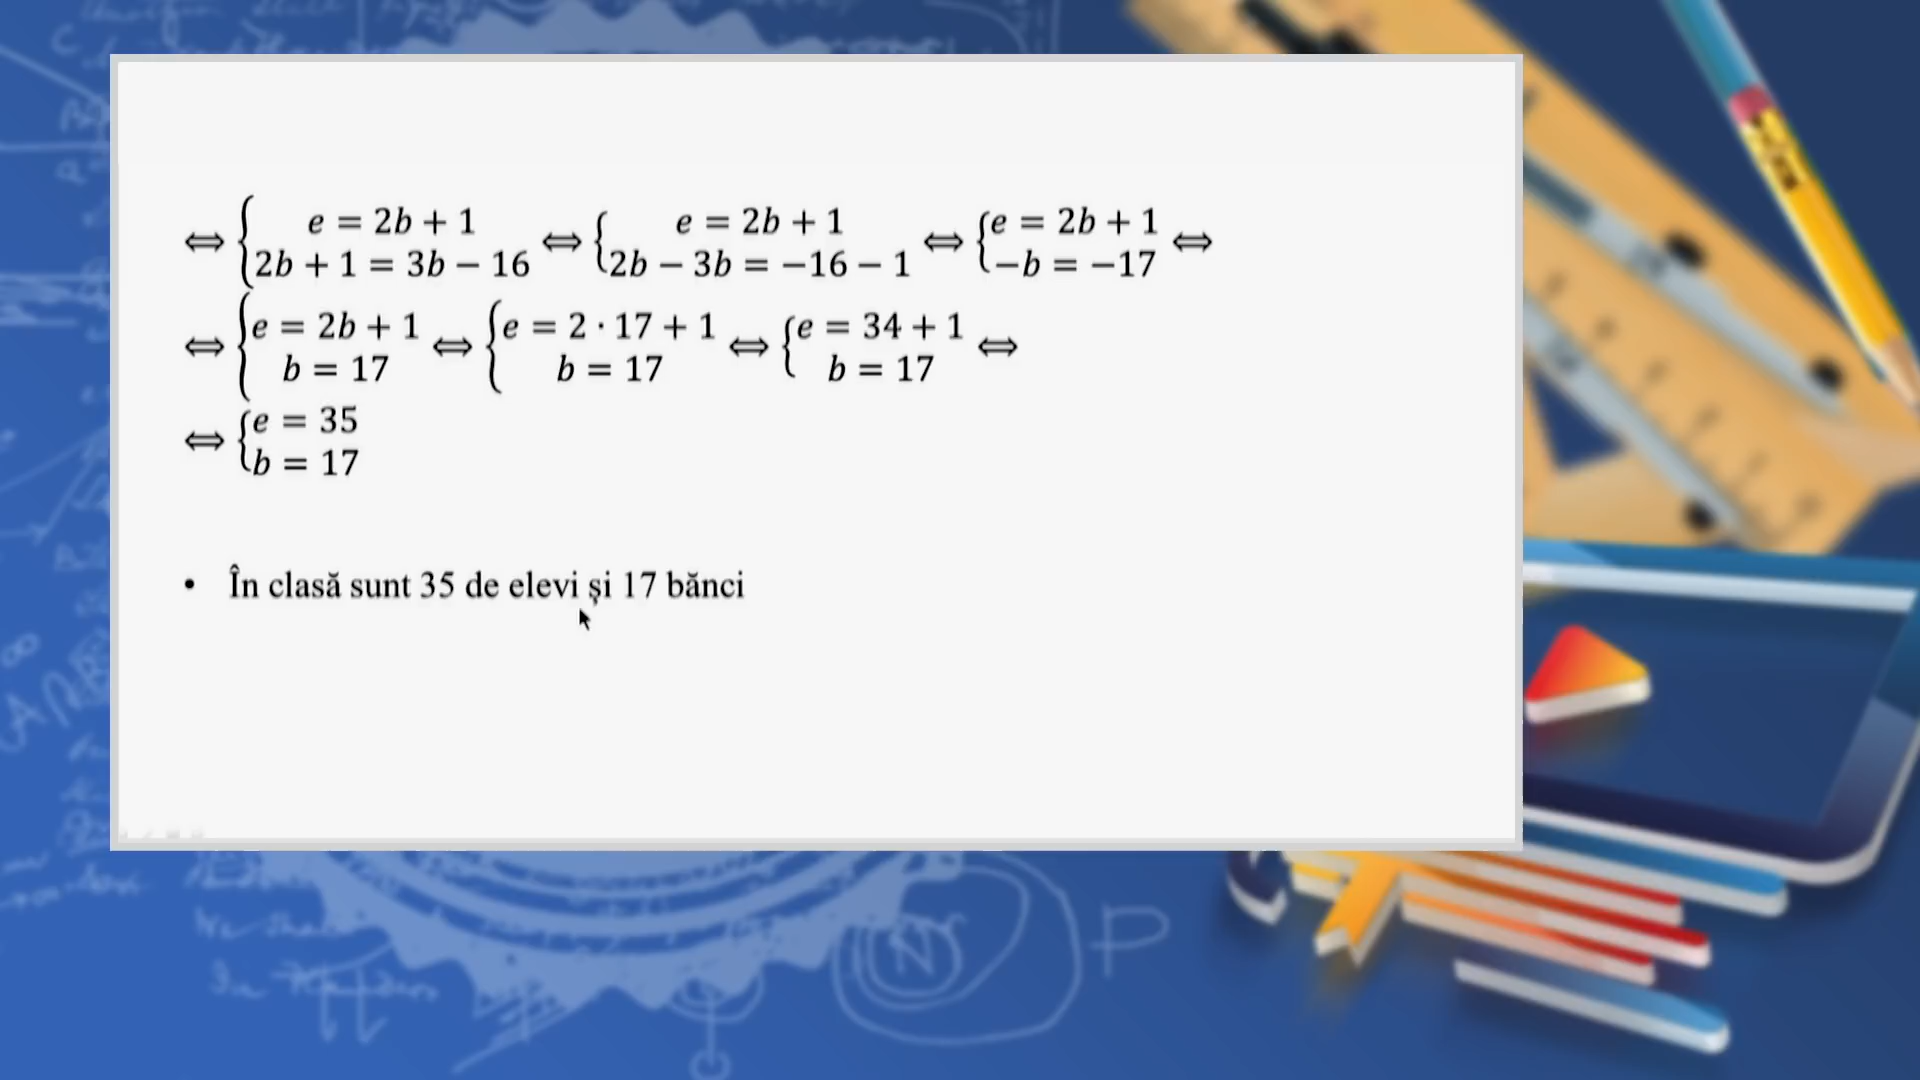 ⇔ { e = 2b + 1 2b + 1 = 3b − 16 ⇔ { e = 2b + 1 2b − 3b = −16 − 1 ⇔ { e = 2b + 1 −b = −17 ⇔
⇔ { e = 2b + 1 b = 17 ⇔ { e = 2 · 17 + 1 b = 17 ⇔ { e = 34 + 1 b = 17 ⇔
⇔ { e = 35 b = 17
• În clasă sunt 35 de elevi și 17 bănci
N
P